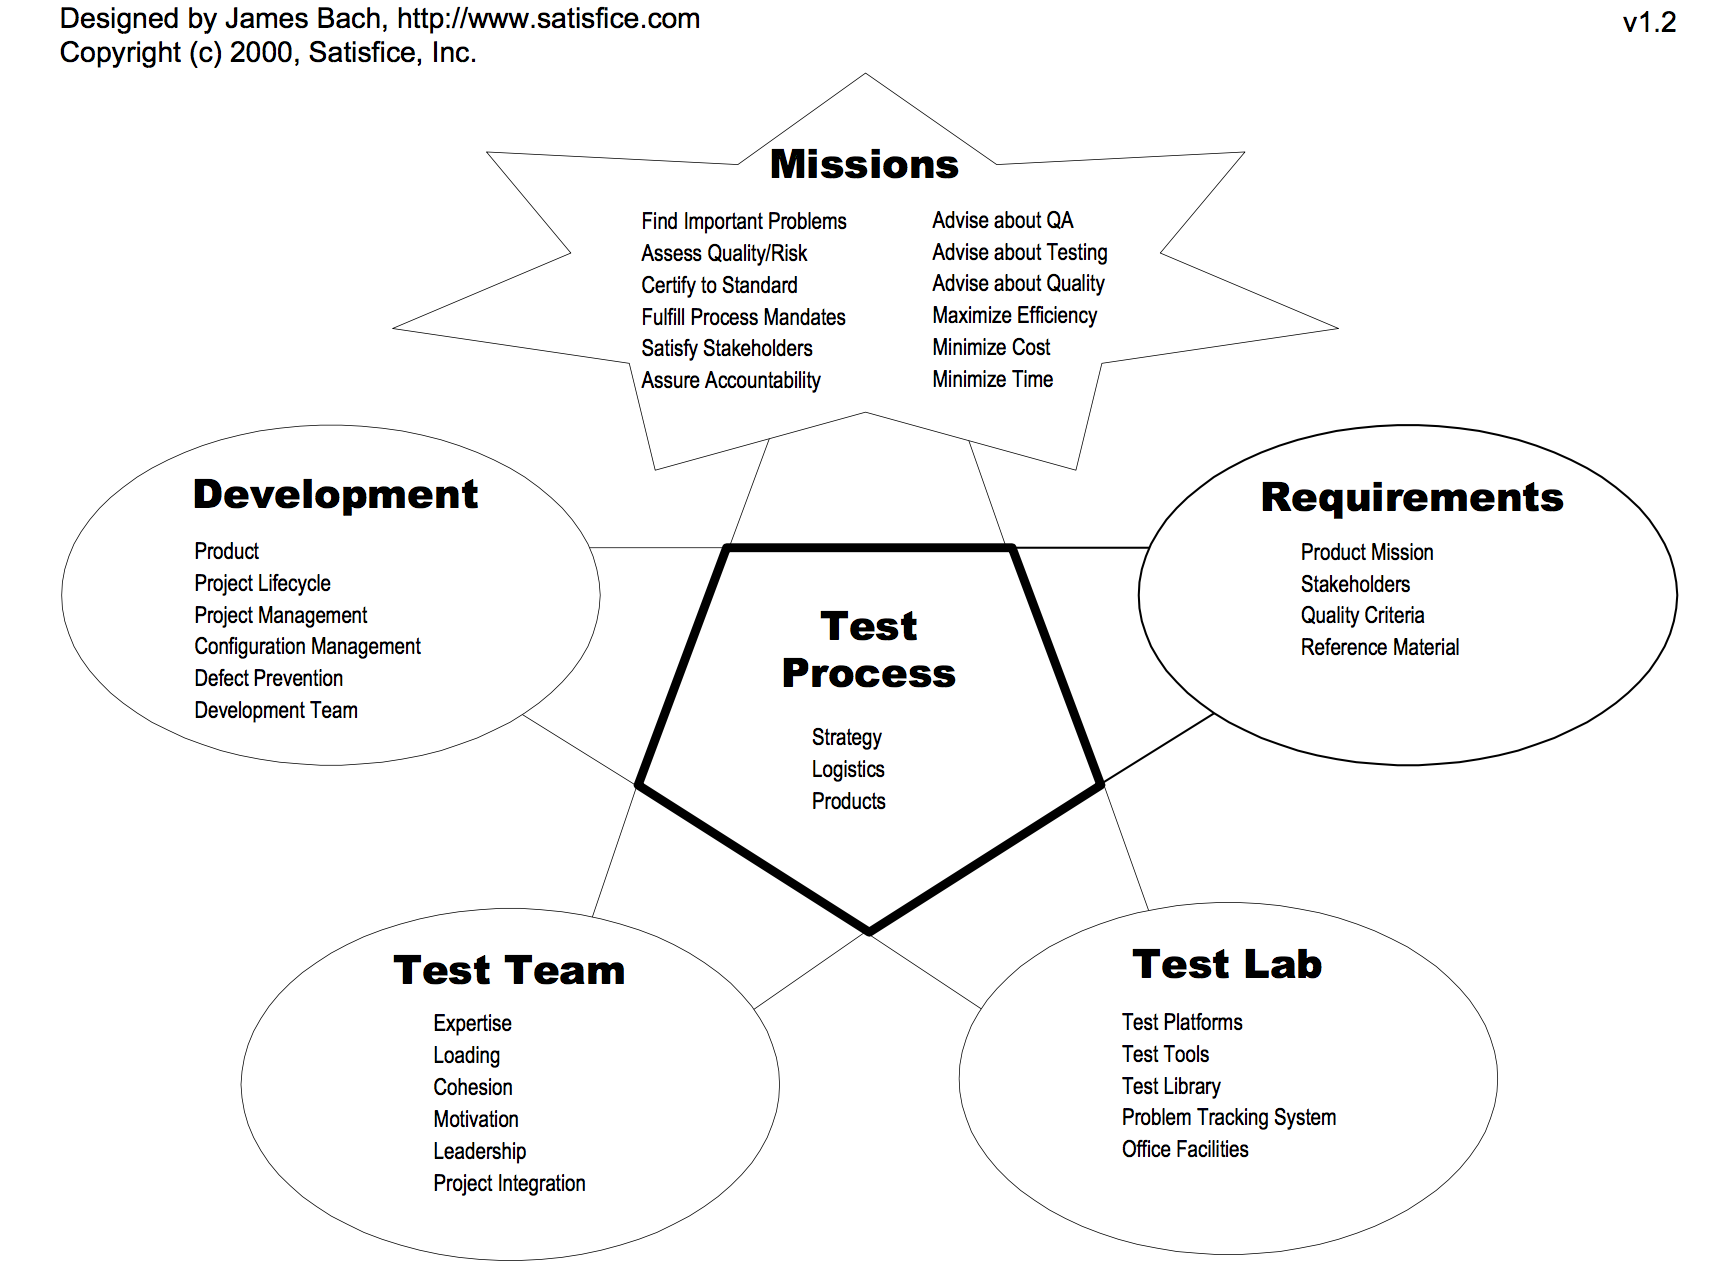 Designed by James Bach, http://www.satisfice.com
v1.2
Copyright (c) 2000, Satisfice, Inc.
Missions
Find Important Problems
Assess Quality/Risk
Certify to Standard
Fulfill Process Mandates
Satisfy Stakeholders
Assure Accountability
Advise about QA
Advise about Testing
Advise about Quality
Maximize Efficiency
Minimize Cost
Minimize Time
Development
Product
Project Lifecycle
Project Management
Configuration Management
Defect Prevention
Development Team
Requirements
Product Mission
Stakeholders
Quality Criteria
Reference Material
Test
Process
Strategy
Logistics
Products
Test Team
Expertise
Loading
Cohesion
Motivation
Leadership
Project Integration
Test Lab
Test Platforms
Test Tools
Test Library
Problem Tracking System
Office Facilities